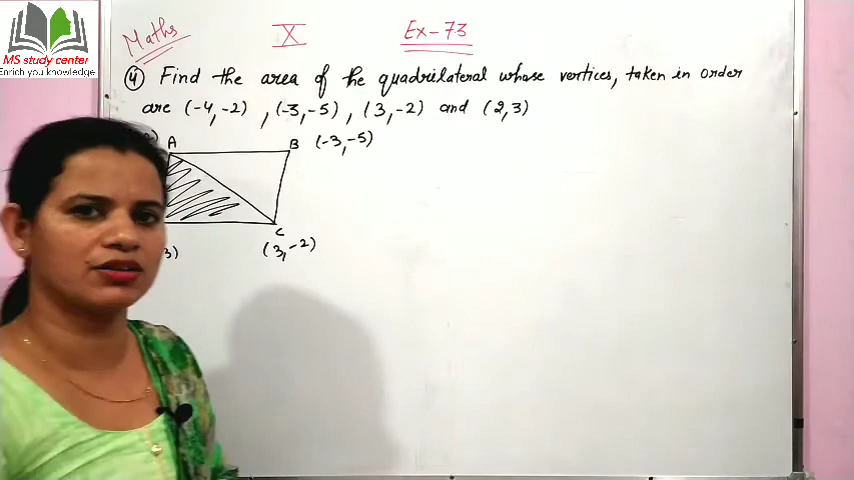 MS study center
Enrich you knowledge
Maths X Ex-7.3
4 Find the area of the quadrilateral whose vertices, taken in order
are (-4,-2), (-3,-5), (3,-2) and (2,3)
A B (-3,-5)
C
3) (3,-2)